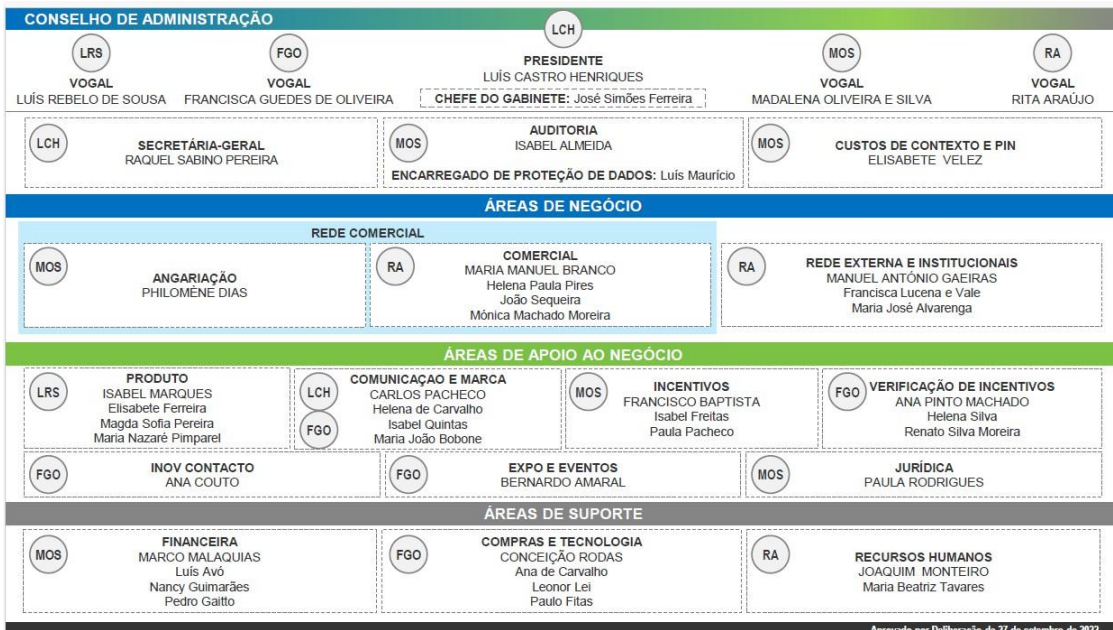 CONSELHO DE ADMINISTRAÇÃO
LCH
PRESIDENTE
LUÍS CASTRO HENRIQUES
CHEFE DO GABINETE: José Simões Ferreira
LRS
VOGAL
LUÍS REBELO DE SOUSA
FGO
VOGAL
FRANCISCA GUEDES DE OLIVEIRA
MOS
VOGAL
MADALENA OLIVEIRA E SILVA
RA
VOGAL
RITA ARAÚJO
LCH
SECRETÁRIA-GERAL
RAQUEL SABINO PEREIRA
MOS
AUDITORIA
ISABEL ALMEIDA
ENCARREGADO DE PROTEÇÃO DE DADOS: Luís Maurício
MOS
CUSTOS DE CONTEXTO E PIN
ELISABETE VELEZ
ÁREAS DE NEGÓCIO
REDE COMERCIAL
MOS
ANGARIAÇÃO
PHILOMÈNE DIAS
RA
COMERCIAL
MARIA MANUEL BRANCO
Helena Paula Pires
João Sequeira
Mónica Machado Moreira
RA
REDE EXTERNA E INSTITUCIONAIS
MANUEL ANTÓNIO GAEIRAS
Francisca Lucena e Vale
Maria José Alvarenga
ÁREAS DE APOIO AO NEGÓCIO
LRS
PRODUTO
ISABEL MARQUES
Elisabete Ferreira
Magda Sofia Pereira
Maria Nazaré Pimparel
LCH
FGO
COMUNICAÇAO E MARCA
CARLOS PACHECO
Helena de Carvalho
Isabel Quintas
Maria João Bobone
MOS
INCENTIVOS
FRANCISCO BAPTISTA
Isabel Freitas
Paula Pacheco
FGO
VERIFICAÇÃO DE INCENTIVOS
ANA PINTO MACHADO
Helena Silva
Renato Silva Moreira
FGO
INOV CONTACTO
ANA COUTO
FGO
EXPO E EVENTOS
BERNARDO AMARAL
MOS
JURÍDICA
PAULA RODRIGUES
ÁREAS DE SUPORTE
MOS
FINANCEIRA
MARCO MALAQUIAS
Luís Avó
Nancy Guimarães
Pedro Gaitto
FGO
COMPRAS E TECNOLOGIA
CONCEIÇÃO RODAS
Ana de Carvalho
Leonor Lei
Paulo Fitas
RA
RECURSOS HUMANOS
JOAQUIM MONTEIRO
Maria Beatriz Tavares
Aprovado por Deliberação de 27 de setembro de 2022